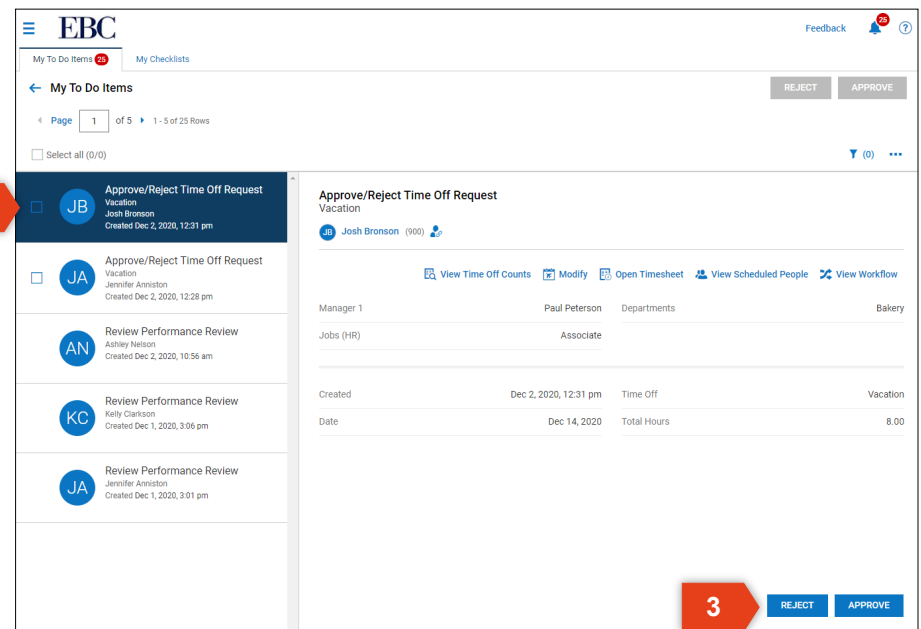 EBC
Feedback
25
?
My To Do Items 25
My Checklists
My To Do Items
REJECT
APPROVE
Page 1 of 5 1 - 5 of 25 Rows
Select all (0/0)
(0)
JB
Approve/Reject Time Off Request
Vacation
Josh Bronson
Created Dec 2, 2020, 12:31 pm
JA
Approve/Reject Time Off Request
Vacation
Jennifer Anniston
Created Dec 2, 2020, 12:28 pm
AN
Review Performance Review
Ashley Nelson
Created Dec 2, 2020, 10:56 am
KC
Review Performance Review
Kelly Clarkson
Created Dec 1, 2020, 3:06 pm
JA
Review Performance Review
Jennifer Anniston
Created Dec 1, 2020, 3:01 pm
Approve/Reject Time Off Request
Vacation
JB Josh Bronson (900)
View Time Off Counts Modify Open Timesheet View Scheduled People View Workflow
Manager 1 Paul Peterson Departments Bakery
Jobs (HR) Associate
Created Dec 2, 2020, 12:31 pm Time Off Vacation
Date Dec 14, 2020 Total Hours 8.00
3
REJECT
APPROVE